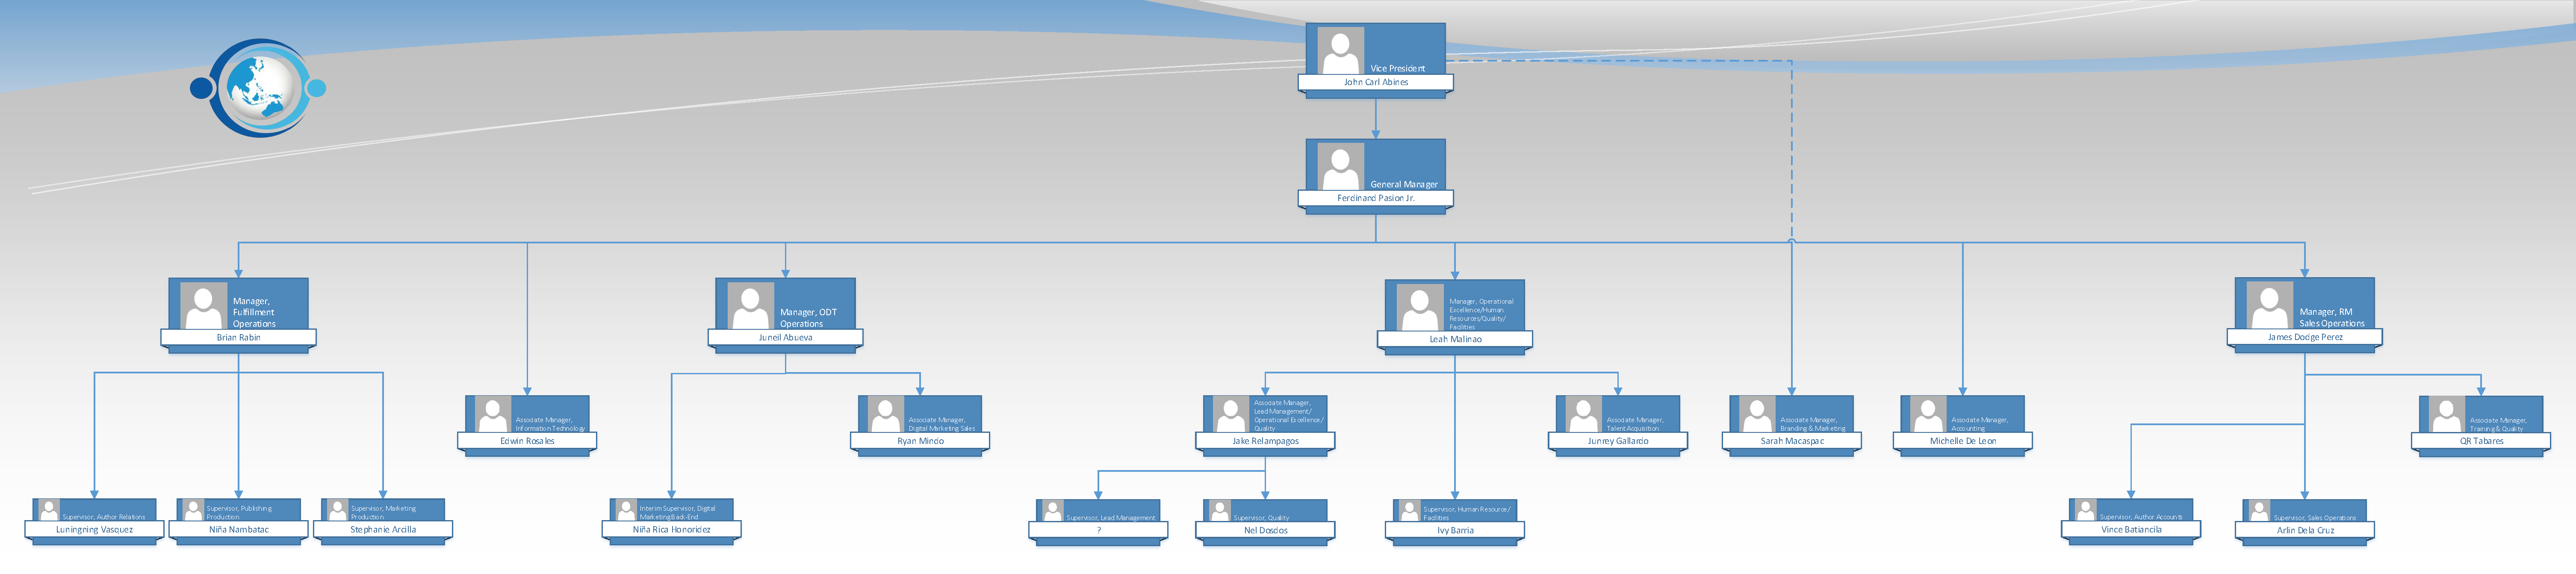 Vice President
John Carl Abines
General Manager
Ferdinand Pasion Jr.
Manager,
Fulfillment
Operations
Brian Rabin
Manager, ODT
Operations
Juneil Abueva
Manager, Operational
Excellence/Human
Resources/Quality/
Facilities
Leah Malinao
Manager, RM
Sales Operations
James Dodge Perez
Associate Manager,
Information Technology
Edwin Rosales
Associate Manager,
Digital Marketing Sales
Ryan Mindo
Associate Manager,
Lead Management/
Operational Excellence/
Quality
Jake Relampagos
Associate Manager,
Talent Acquisition
Junrey Gallardo
Associate Manager,
Branding & Marketing
Sarah Macaspac
Associate Manager,
Accounting
Michelle De Leon
Associate Manager,
Training & Quality
QR Tabares
Supervisor, Author Relations
Luningning Vasquez
Supervisor, Publishing
Production
Niña Nambatac
Supervisor, Marketing
Production
Stephanie Arcilla
Interim Supervisor, Digital
Marketing Back-End
Niña Rica Honoridez
Supervisor, Lead Management
?
Supervisor, Quality
Nel Dosdos
Supervisor, Human Resource/
Facilities
Ivy Barria
Supervisor, Author Accounts
Vince Batiancila
Supervisor, Sales Operations
Arlin Dela Cruz